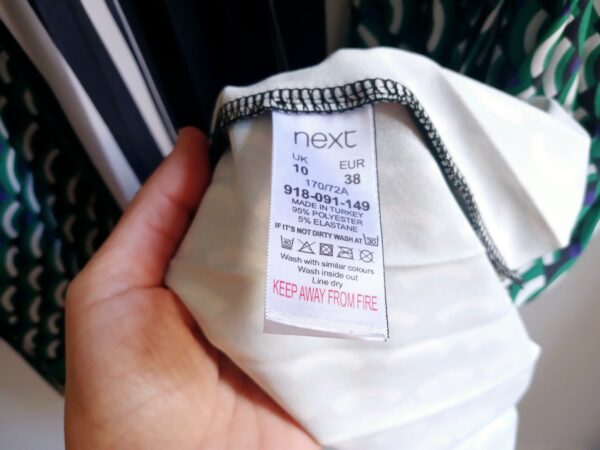 next
UK EUR
10 38
170/72A
918-091-149
MADE IN TURKEY
95% POLYESTER
5% ELASTANE
IF IT'S NOT DIRTY WASH AT 30
Wash with similar colours
Wash inside out
Line dry
KEEP AWAY FROM FIRE